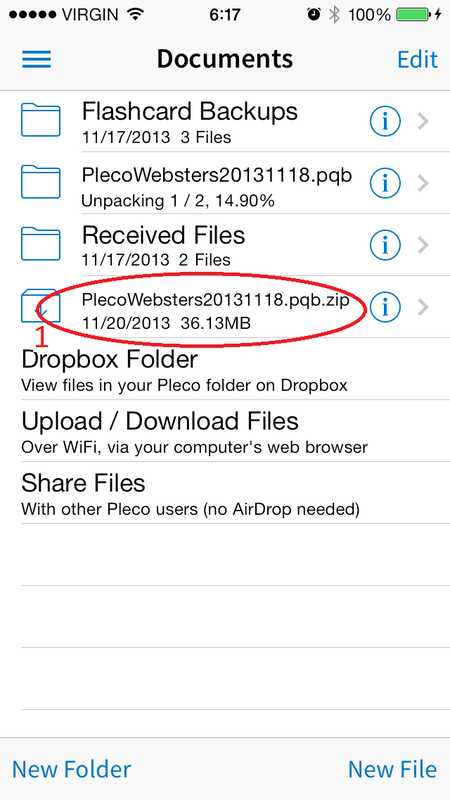 VIRGIN 6:17 100%
Documents Edit
Flashcard Backups
11/17/2013 3 Files
PlecoWebsters20131118.pqb
Unpacking 1 / 2, 14.90%
Received Files
11/17/2013 2 Files
PlecoWebsters20131118.pqb.zip
11/20/2013 36.13MB
1
Dropbox Folder
View files in your Pleco folder on Dropbox
Upload / Download Files
Over WiFi, via your computer's web browser
Share Files
With other Pleco users (no AirDrop needed)
New Folder New File